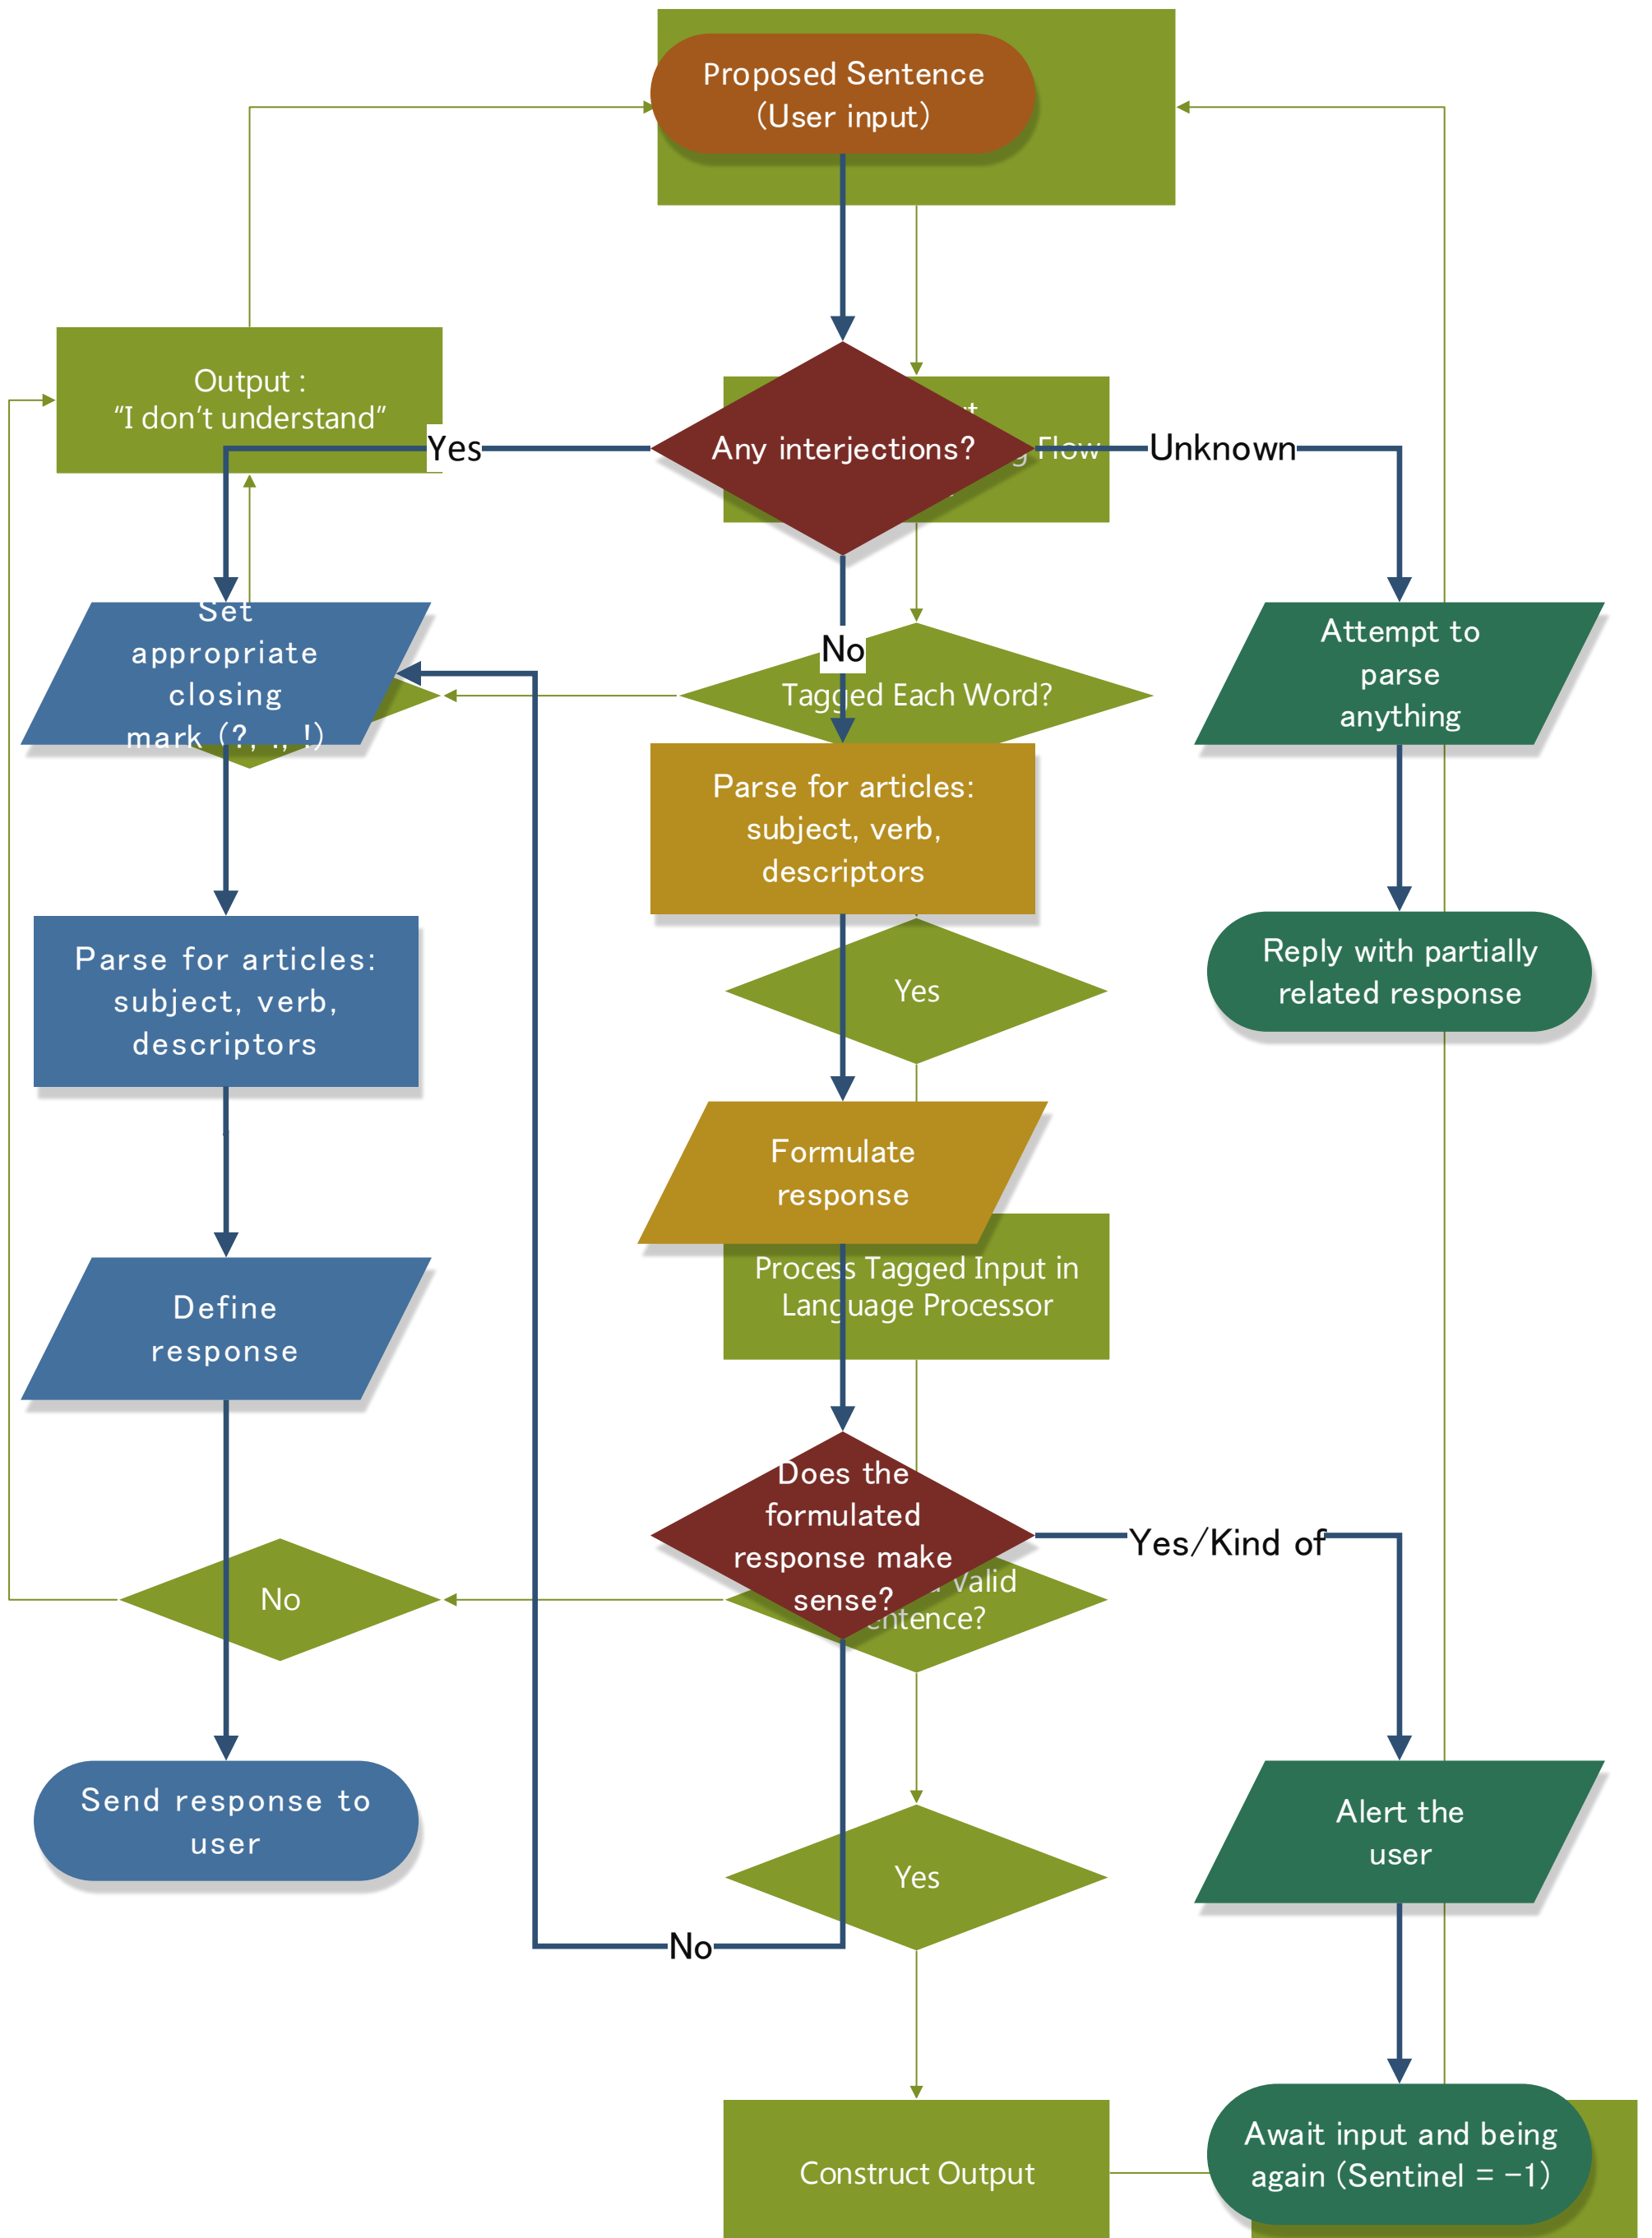 Proposed Sentence
(User input)
Output :
“I don’t understand”
Yes
Any interjections?
Flow
Unknown
Set
appropriate
closing
mark (?, ., !)
No
Tagged Each Word?
Attempt to
parse
anything
Parse for articles:
subject, verb,
descriptors
Parse for articles:
subject, verb,
descriptors
Yes
Reply with partially
related response
Formulate
response
Define
response
Process Tagged Input in
Language Processor
Does the
formulated
response make
sense?
Yes/Kind of
Valid
No
Send response to
user
Alert the
user
Yes
No
Await input and being
again (Sentinel = -1)
Construct Output